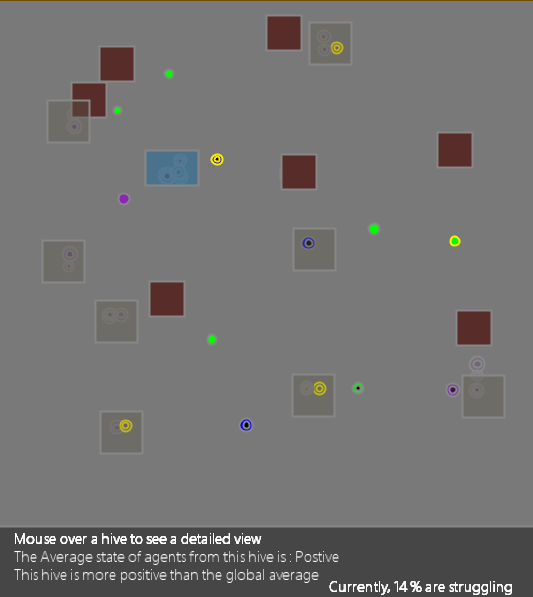 Mouse over a hive to see a detailed view
The Average state of agents from this hive is : Postive
This hive is more positive than the global average
Currently, 14 % are struggling